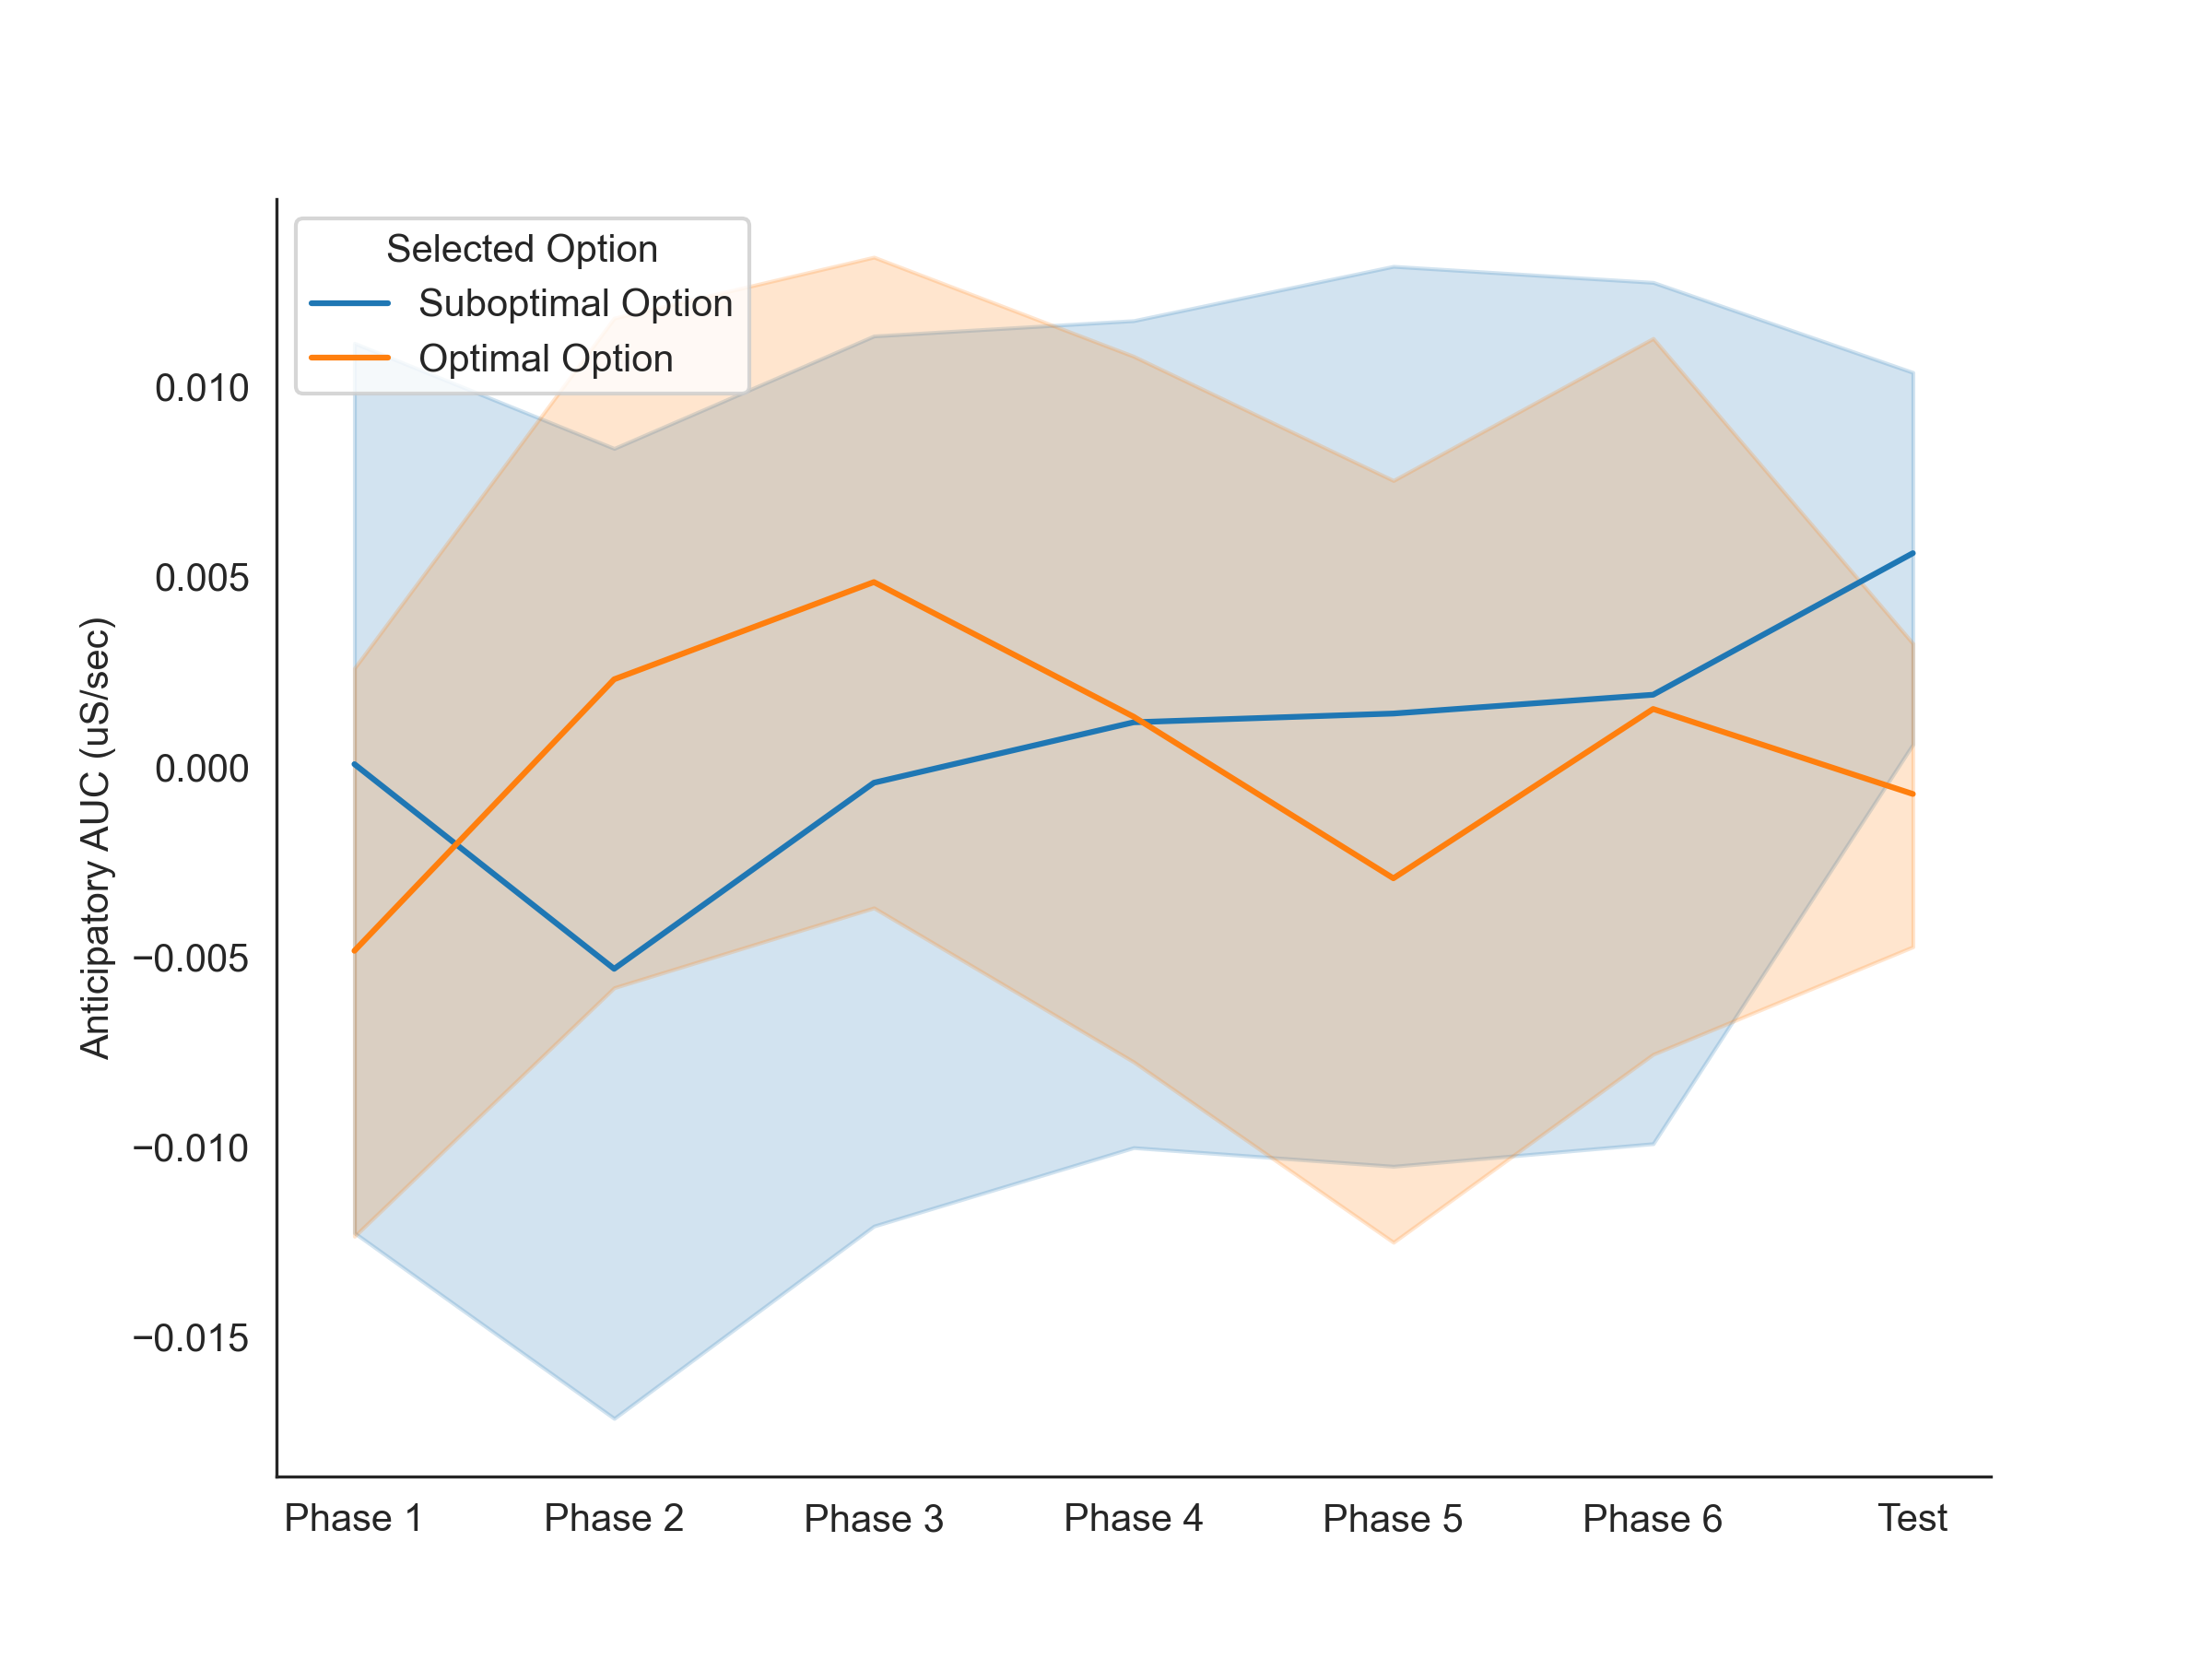 Selected Option
Suboptimal Option
Optimal Option
0.010
0.005
0.000
−0.005
−0.010
−0.015
Anticipatory AUC (uS/sec)
Phase 1
Phase 2
Phase 3
Phase 4
Phase 5
Phase 6
Test